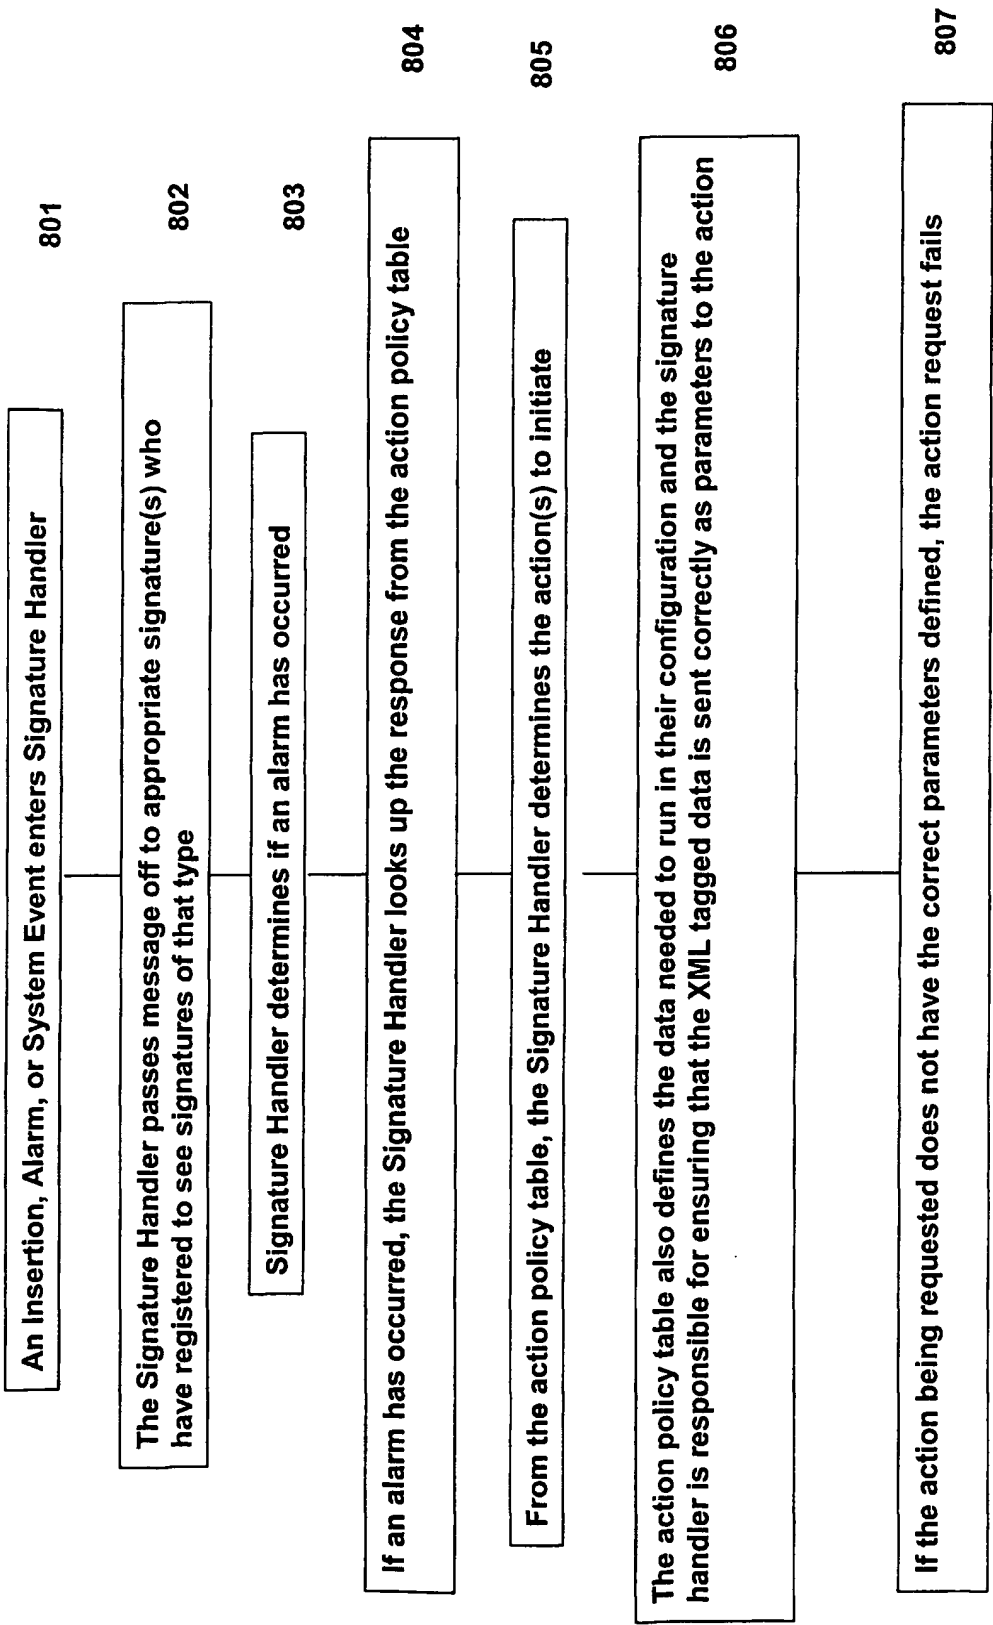 An Insertion, Alarm, or System Event enters Signature Handler
801
The Signature Handler passes message off to appropriate signature(s) who
have registered to see signatures of that type
802
Signature Handler determines if an alarm has occurred
803
If an alarm has occurred, the Signature Handler looks up the response from the action policy table
804
From the action policy table, the Signature Handler determines the action(s) to initiate
805
The action policy table also defines the data needed to run in their configuration and the signature
handler is responsible for ensuring that the XML tagged data is sent correctly as parameters to the action
806
If the action being requested does not have the correct parameters defined, the action request fails
807